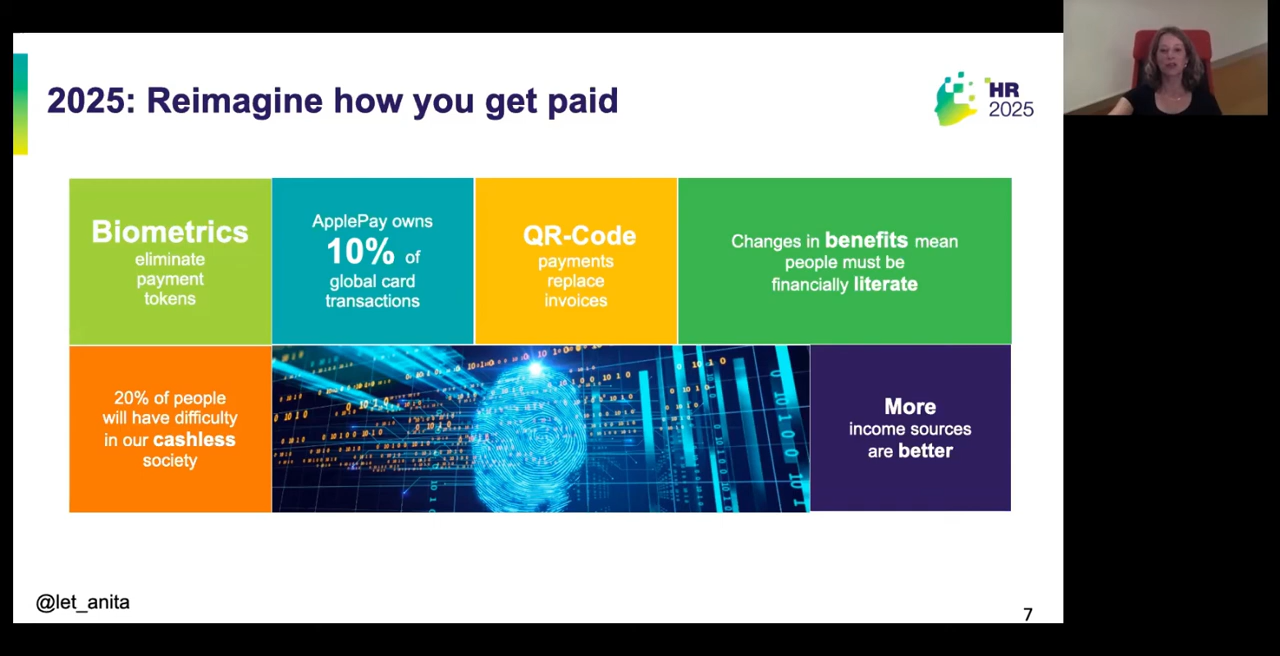 2025: Reimagine how you get paid
HR
2025
Biometrics
eliminate
payment
tokens
ApplePay owns
10% of
global card
transactions
QR-Code
payments
replace
invoices
Changes in benefits mean
people must be
financially literate
20% of people
will have difficulty
in our cashless
society
More
income sources
are better
@let_anita
7